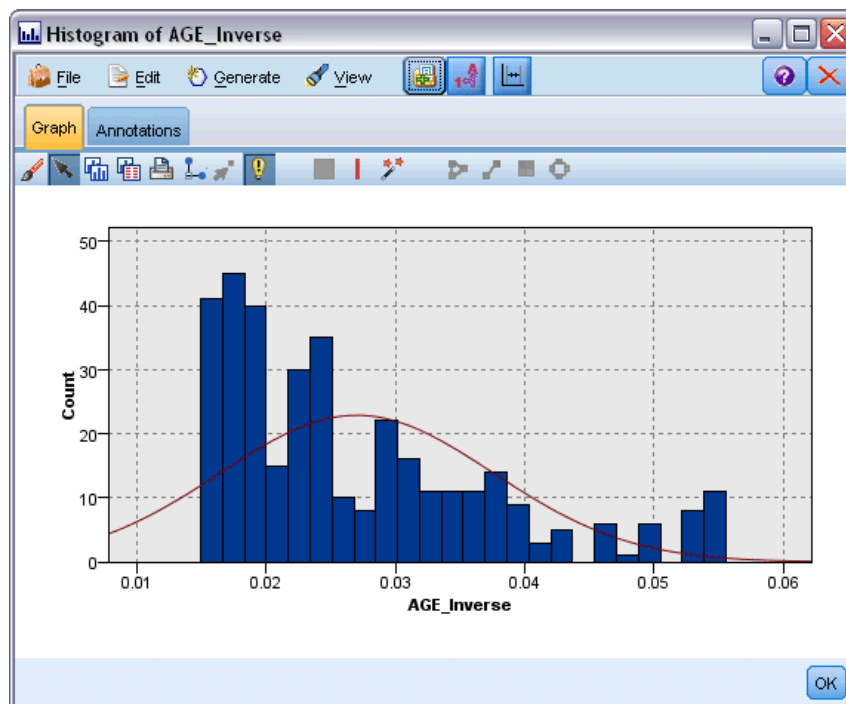 Histogram of AGE_Inverse
File Edit Generate View
Graph Annotations
50
40
30
20
10
0
Count
0.01 0.02 0.03 0.04 0.05 0.06
AGE_Inverse
OK